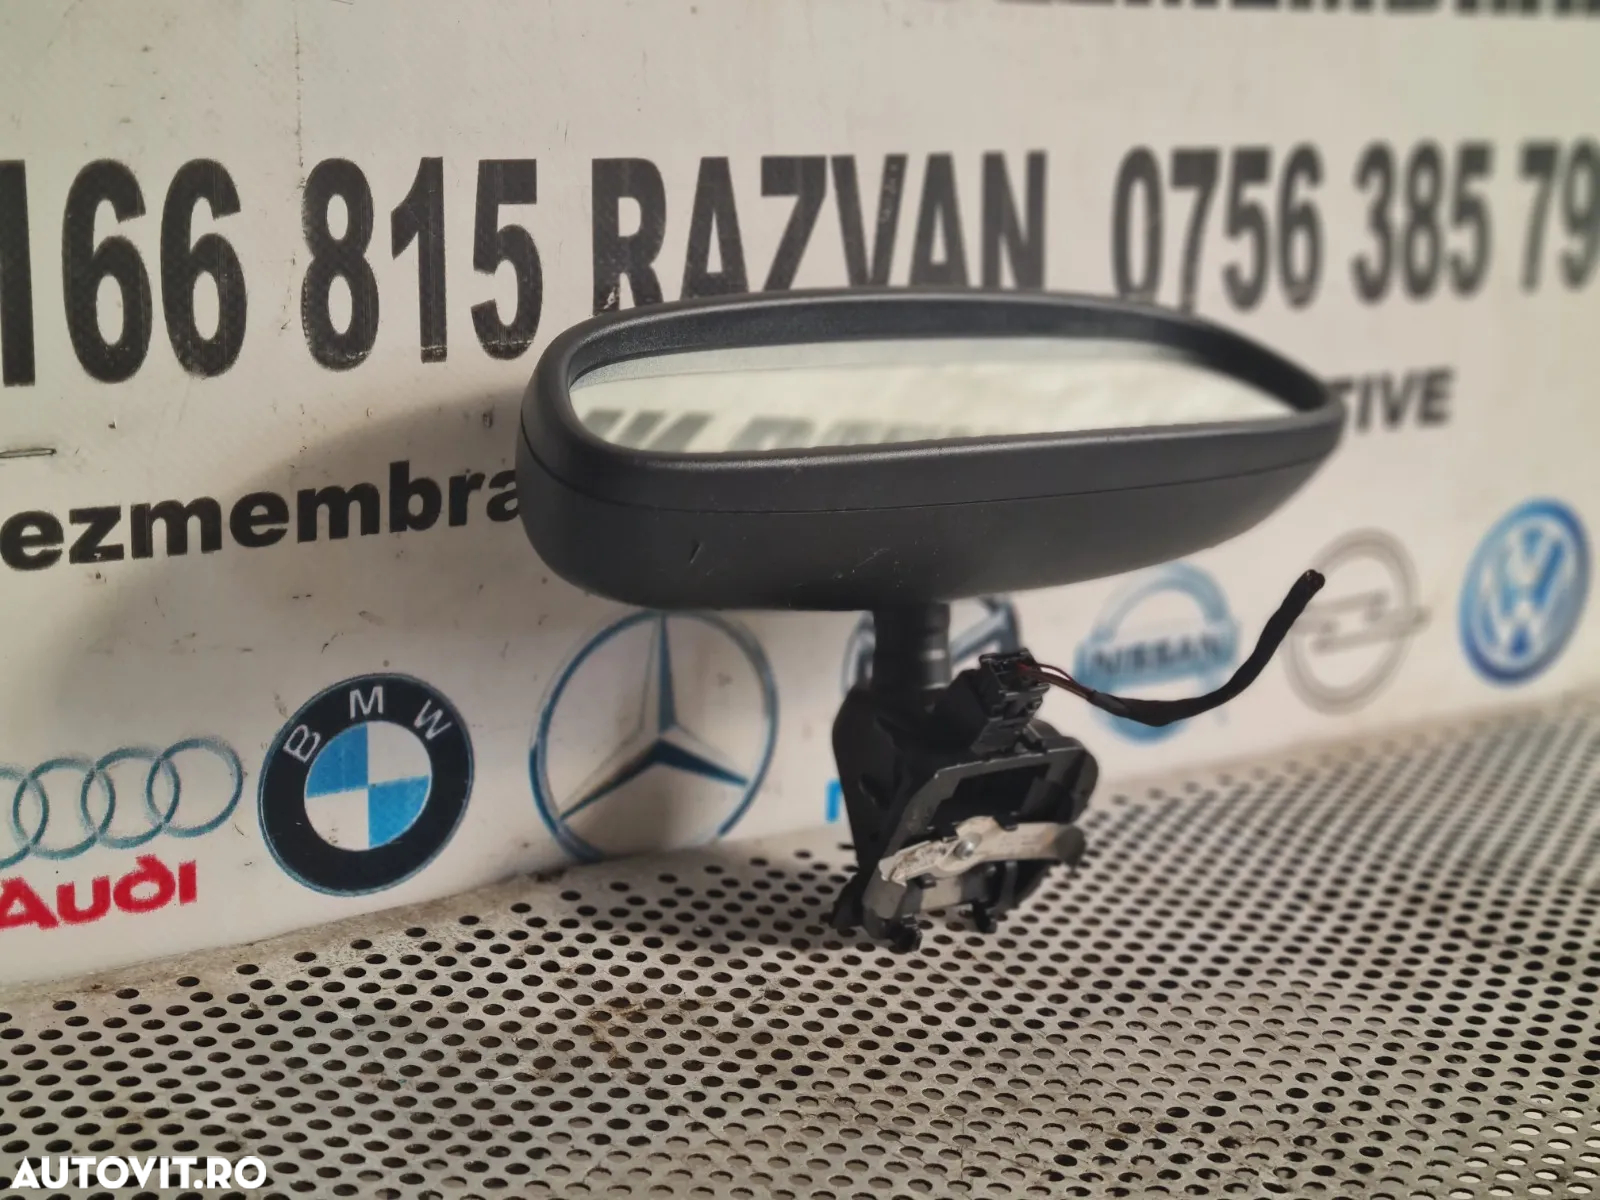 166 815 RAZVAN 0756 385 79
ezmembra
TIVE
BMW
NISSAN
Audi
AUTOVIT.RO